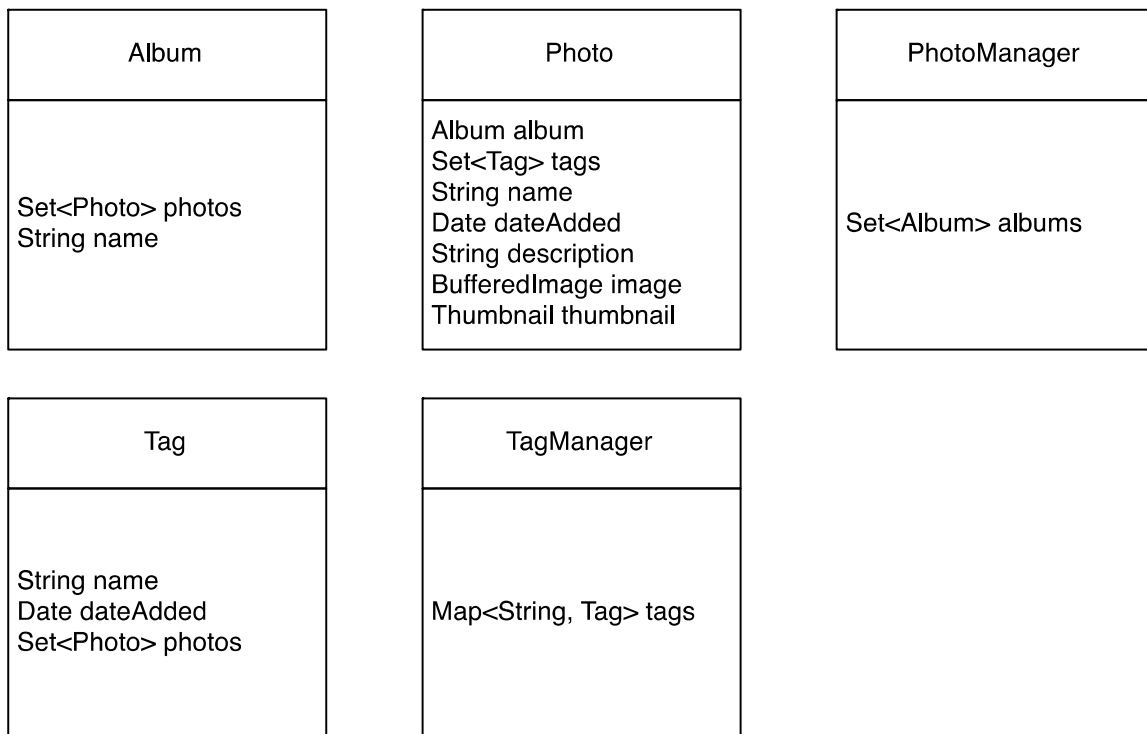 Album
Set<Photo> photos
String name
Photo
Album album
Set<Tag> tags
String name
Date dateAdded
String description
BufferedImage image
Thumbnail thumbnail
PhotoManager
Set<Album> albums
Tag
String name
Date dateAdded
Set<Photo> photos
TagManager
Map<String, Tag> tags